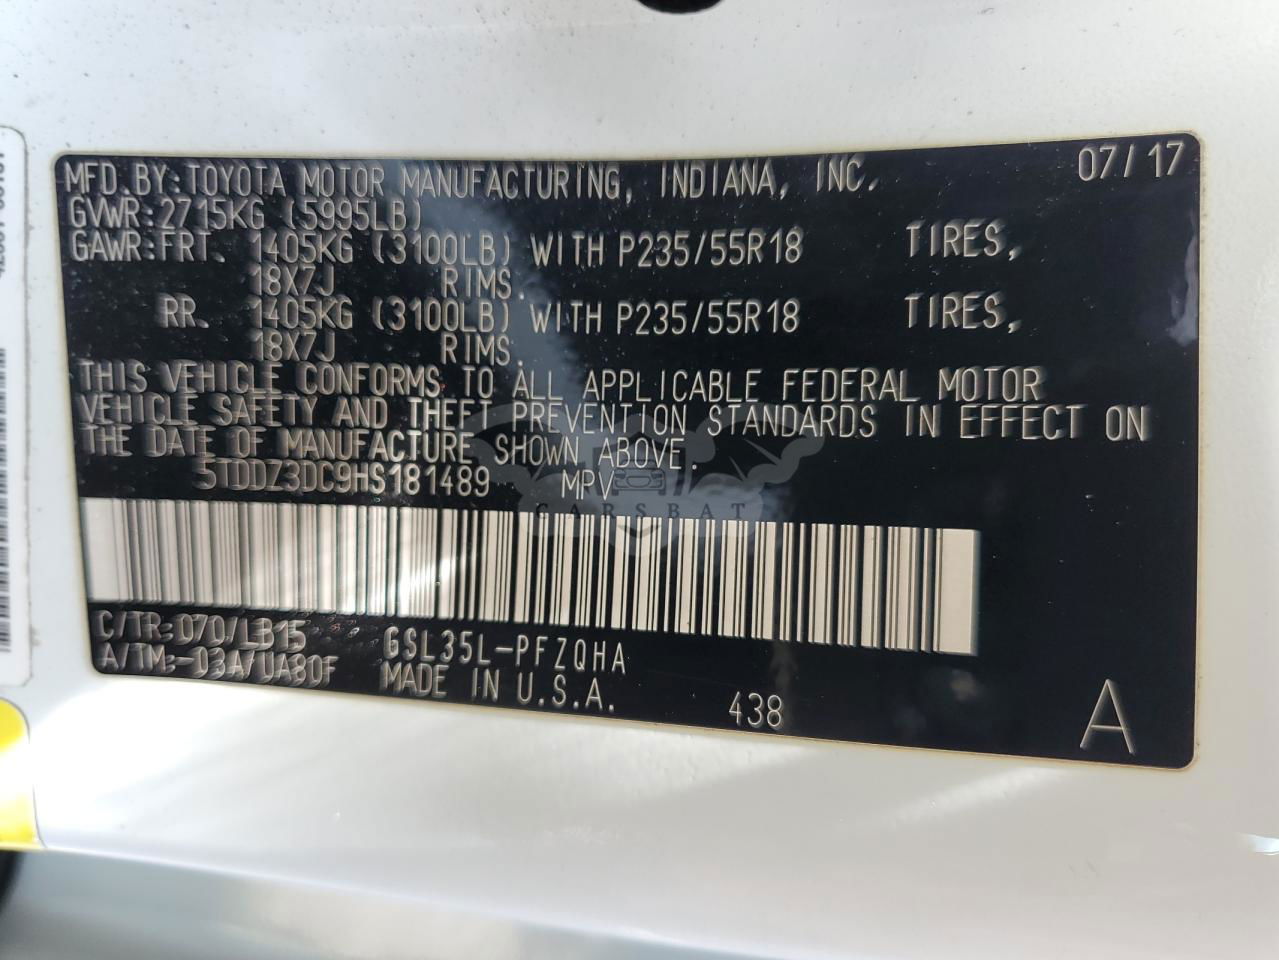 MFD.BY:TOYOTA MOTOR MANUFACTURING, INDIANA, INC. 07/17
GVWR:2715KG (5995LB)
GAWR:FRT. 1405KG (3100LB) WITH P235/55R18 TIRES,
18X7J RIMS.
RR. 1405KG (3100LB) WITH P235/55R18 TIRES,
18X7J RIMS.
THIS VEHICLE CONFORMS TO ALL APPLICABLE FEDERAL MOTOR
VEHICLE SAFETY AND THEFT PREVENTION STANDARDS IN EFFECT ON
THE DATE OF MANUFACTURE SHOWN ABOVE.
5TDDZ3DC9HS181489 MPV
CARSBAT
C/TR:070/LB15 GSL35L-PFZQHA
A/TM:-03A/UA80F MADE IN U.S.A. 438 A